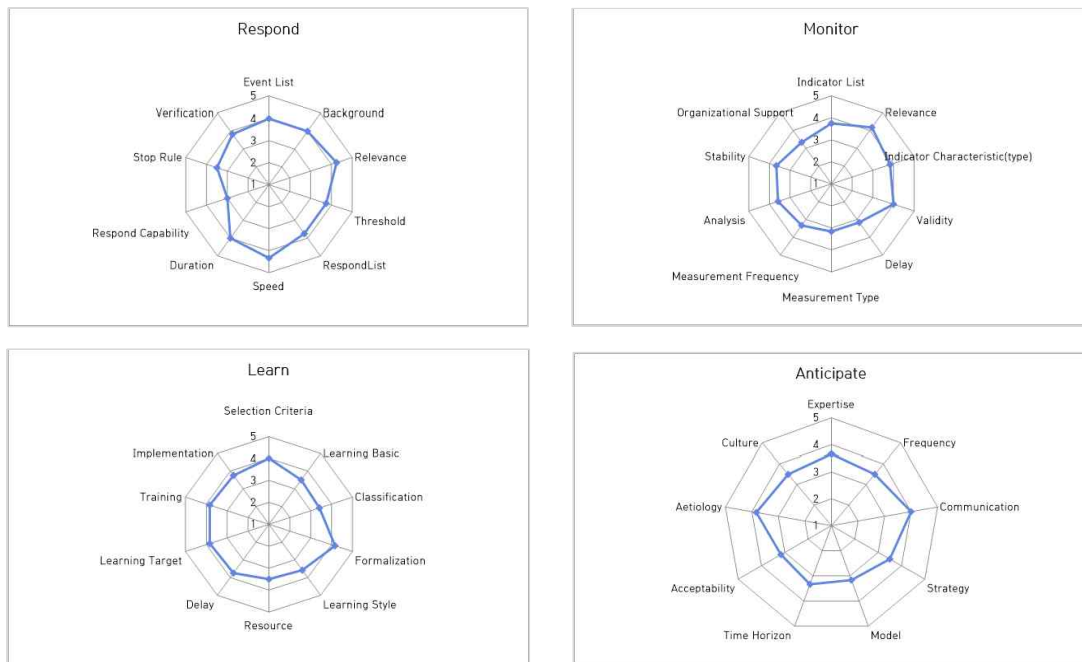 Respond
Event List
5
Verification
4
Background
3
Stop Rule
2
Relevance
1
Respond Capability
Threshold
Duration
RespondList
Speed
Monitor
Indicator List
5
Organizational Support
4
Relevance
3
Stability
2
Indicator Characteristic(type)
1
Analysis
Validity
Measurement Frequency
Delay
Measurement Type
Learn
Selection Criteria
5
Implementation
4
Learning Basic
3
Training
2
Classification
1
Learning Target
Formalization
Delay
Learning Style
Resource
Anticipate
Expertise
5
Culture
4
Frequency
3
Aetiology
2
Communication
1
Acceptability
Strategy
Time Horizon
Model